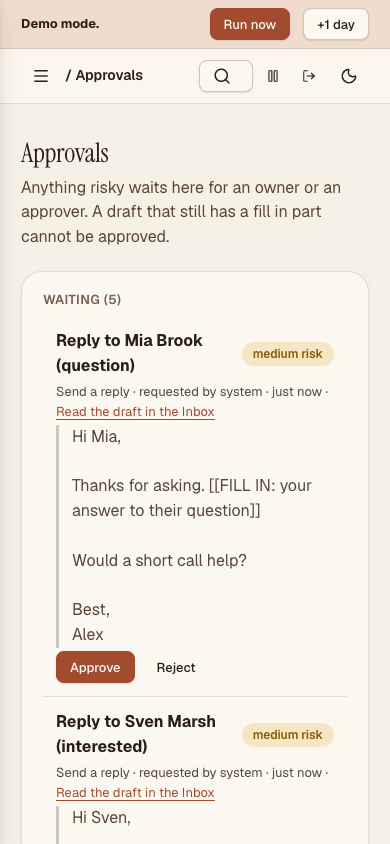 Demo mode.
Run now
+1 day
/ Approvals
Approvals
Anything risky waits here for an owner or an
approver. A draft that still has a fill in part
cannot be approved.
WAITING (5)
Reply to Mia Brook
(question)
medium risk
Send a reply · requested by system · just now ·
Read the draft in the Inbox
Hi Mia,
Thanks for asking. [[FILL IN: your
answer to their question]]
Would a short call help?
Best,
Alex
Approve
Reject
Reply to Sven Marsh
(interested)
medium risk
Send a reply · requested by system · just now ·
Read the draft in the Inbox
Hi Sven,